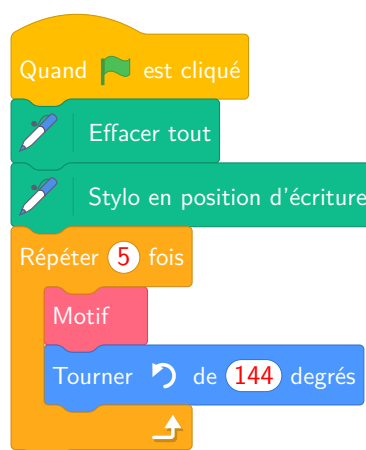 Quand est cliqué
Effacer tout
Stylo en position d'écriture
Répéter 5 fois
Motif
Tourner de 144 degrés